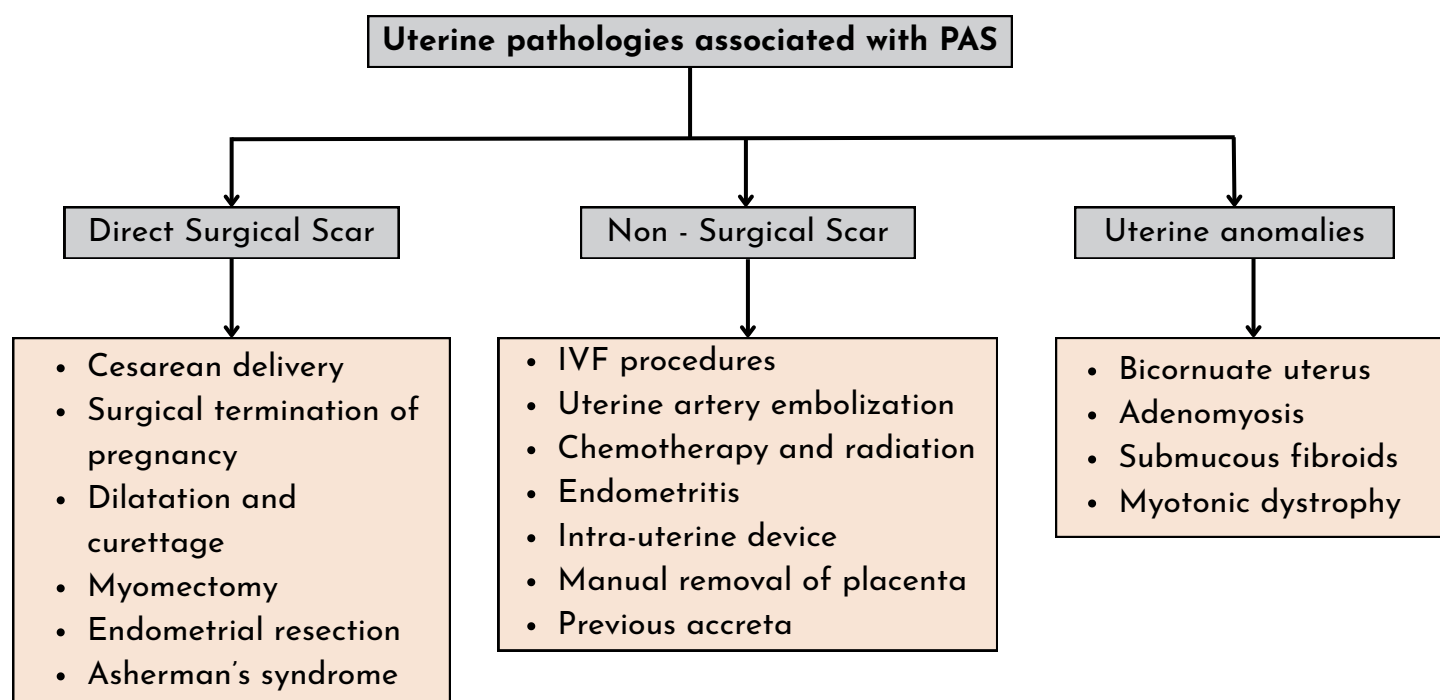 Uterine pathologies associated with PAS
Direct Surgical Scar
• Cesarean delivery
• Surgical termination of
pregnancy
• Dilatation and
curettage
• Myomectomy
• Endometrial resection
• Asherman's syndrome
Non - Surgical Scar
• IVF procedures
• Uterine artery embolization
• Chemotherapy and radiation
• Endometritis
• Intra-uterine device
• Manual removal of placenta
• Previous accreta
Uterine anomalies
• Bicornuate uterus
• Adenomyosis
• Submucous fibroids
• Myotonic dystrophy